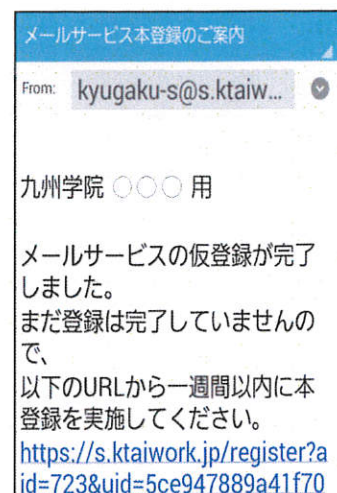 メールサービス本登録のご案内
From: kyugaku-s@s.ktaiw...
九州学院 ○○○ 用
メールサービスの仮登録が完了
しました。
まだ登録は完了していませんの
で、
以下のURLから一週間以内に本
登録を実施してください。
https://s.ktaiwork.jp/register?a
id=723&uid=5ce947889a41f70